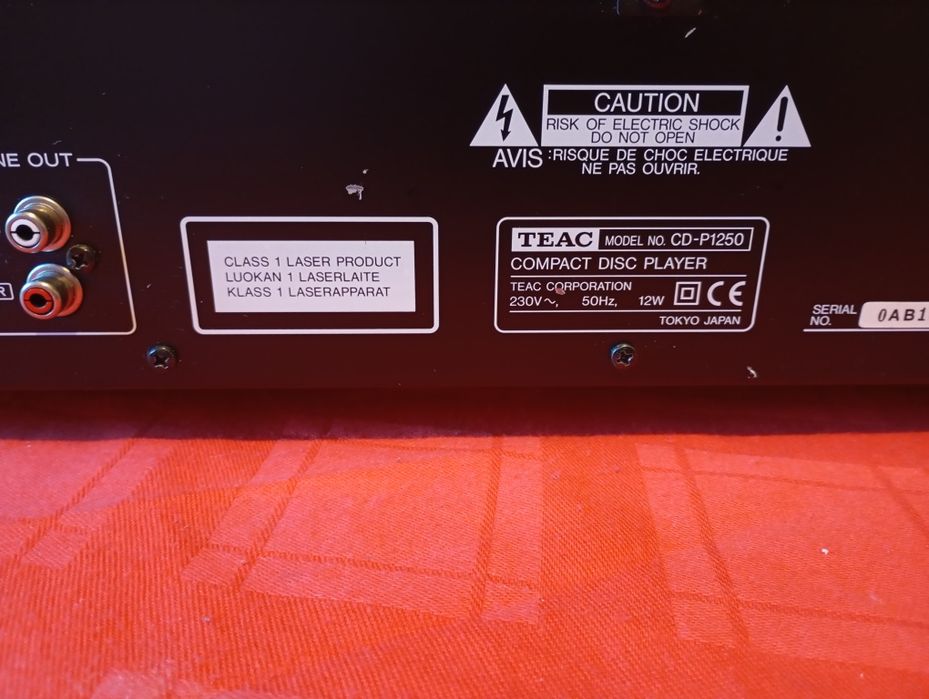 NE OUT
R
CAUTION
RISK OF ELECTRIC SHOCK
DO NOT OPEN
AVIS :RISQUE DE CHOC ELECTRIQUE
NE PAS OUVRIR.
CLASS 1 LASER PRODUCT
LUOKAN 1 LASERLAITE
KLASS 1 LASERAPPARAT
TEAC MODEL NO. CD-P1250
COMPACT DISC PLAYER
TEAC CORPORATION
230V~, 50Hz, 12W CE
TOKYO JAPAN
SERIAL
NO. 0AB1